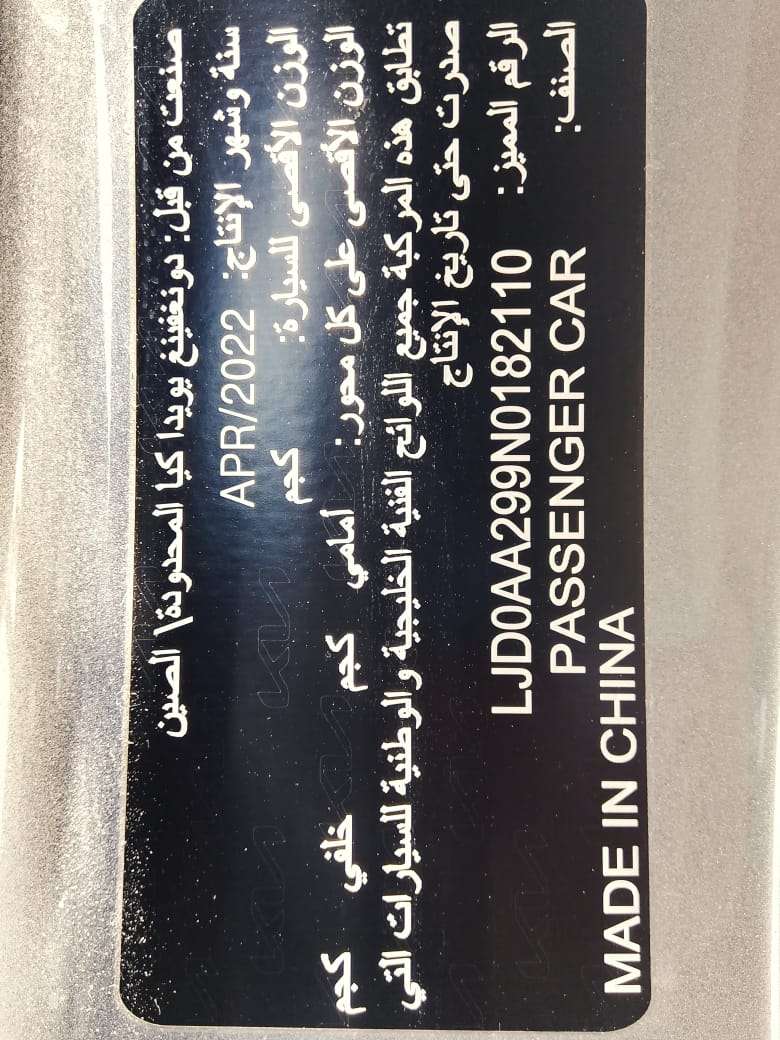 صنعت من قبل: دونغفينغ يويدا كيا المحدودة\ الصين
سنة وشهر الإنتاج: APR/2022
الوزن الأقصى للسيارة: كجم
الوزن الأقصى على كل محور: أمامي كجم خلفي كجم
تطابق هذه المركبة جميع اللوائح الفنية الخليجية والوطنية للسيارات التي
صدرت حتى تاريخ الإنتاج
الرقم المميز: LJD0AA299N0182110
الصنف: PASSENGER CAR
MADE IN CHINA